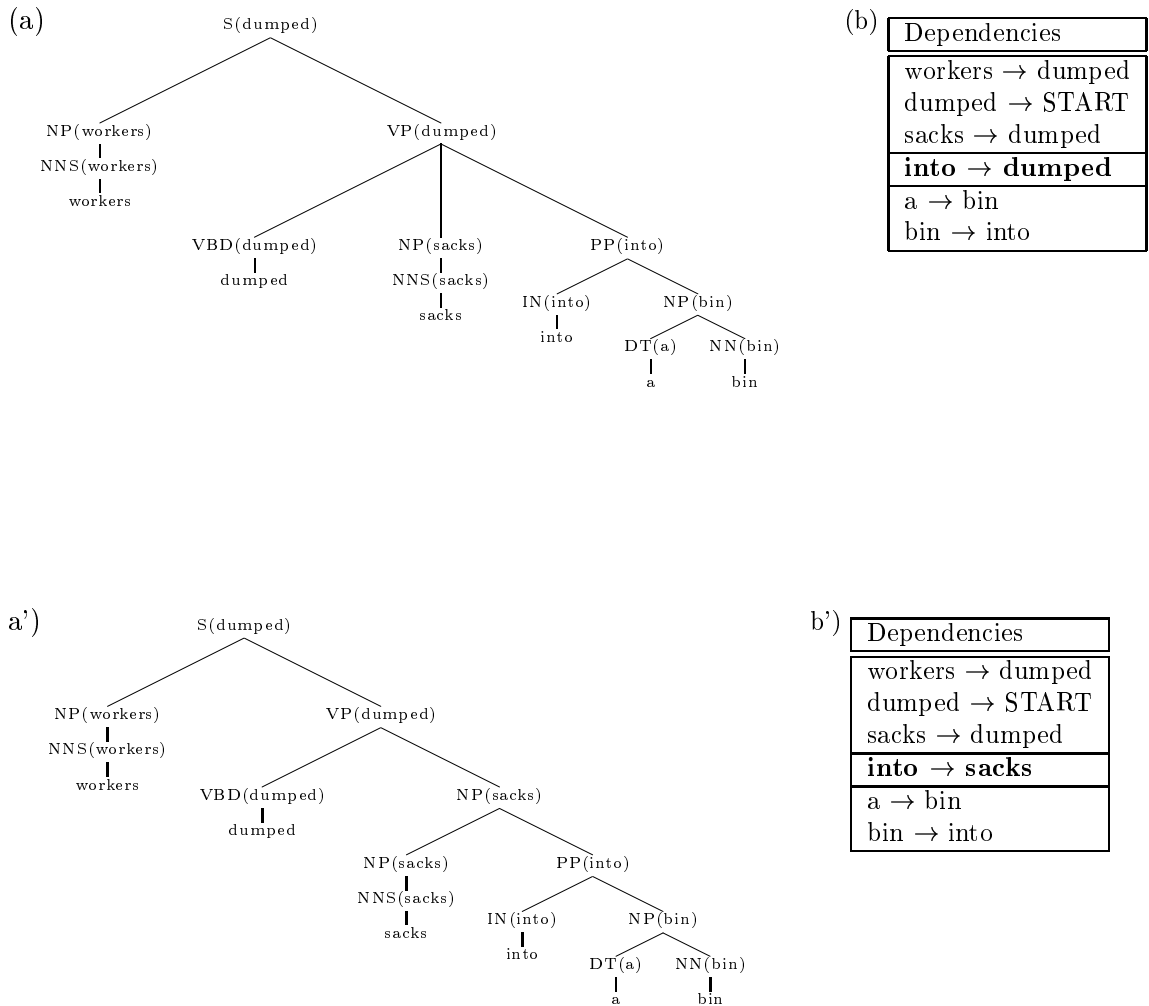 (a)
S(dumped)
NP(workers) VP(dumped)
NNS(workers)
workers
VBD(dumped) NP(sacks) PP(into)
dumped NNS(sacks)
sacks
IN(into) NP(bin)
into
DT(a) NN(bin)
a bin
(b)
Dependencies
workers → dumped
dumped → START
sacks → dumped
into → dumped
a → bin
bin → into
a')
S(dumped)
NP(workers) VP(dumped)
NNS(workers)
workers
VBD(dumped) NP(sacks)
dumped
NP(sacks) PP(into)
NNS(sacks)
sacks
IN(into) NP(bin)
into
DT(a) NN(bin)
a bin
b')
Dependencies
workers → dumped
dumped → START
sacks → dumped
into → sacks
a → bin
bin → into